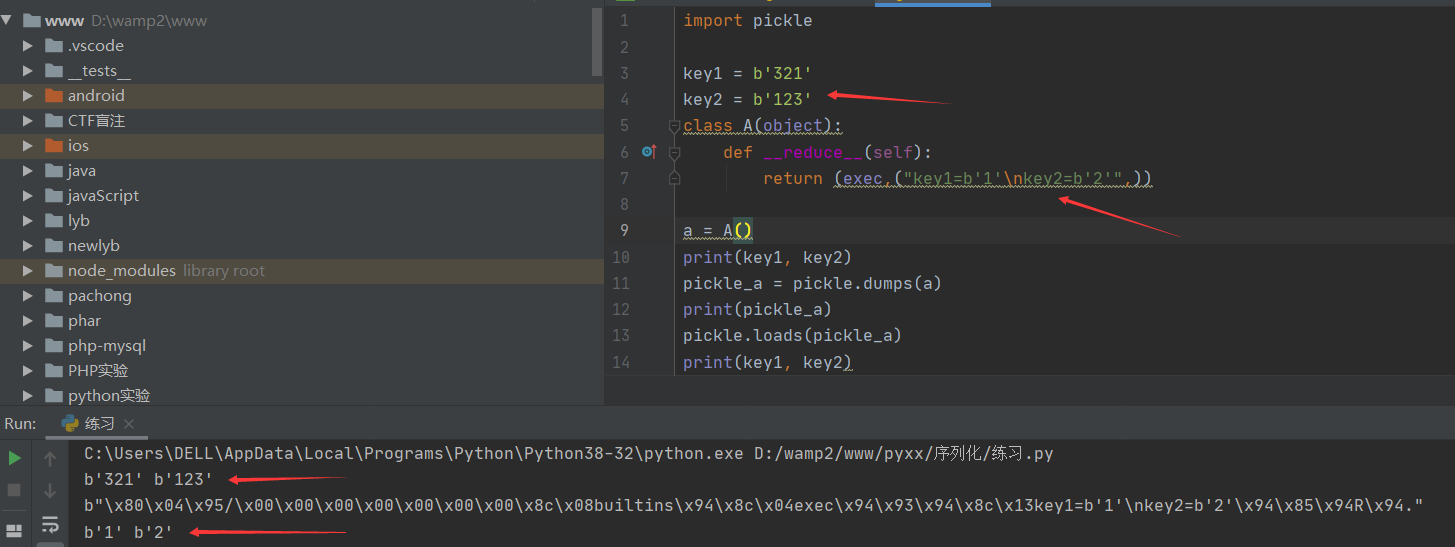 www D:\wamp2\www
.vscode
__tests__
android
CTF盲注
ios
java
javaScript
lyb
newlyb
node_modules library root
pachong
phar
php-mysql
PHP实验
python实验
1 import pickle
2
3 key1 = b'321'
4 key2 = b'123'
5 class A(object):
6 def __reduce__(self):
7 return (exec,("key1=b'1'\nkey2=b'2'",))
8
9 a = A()
10 print(key1, key2)
11 pickle_a = pickle.dumps(a)
12 print(pickle_a)
13 pickle.loads(pickle_a)
14 print(key1, key2)
Run: 练习
C:\Users\DELL\AppData\Local\Programs\Python\Python38-32\python.exe D:/wamp2/www/pyxx/序列化/练习.py
b'321' b'123'
b"\x80\x04\x95/\x00\x00\x00\x00\x00\x00\x00\x8c\x08builtins\x94\x8c\x04exec\x94\x93\x94\x8c\x13key1=b'1'\nkey2=b'2'\x94\x85\x94R\x94."
b'1' b'2'